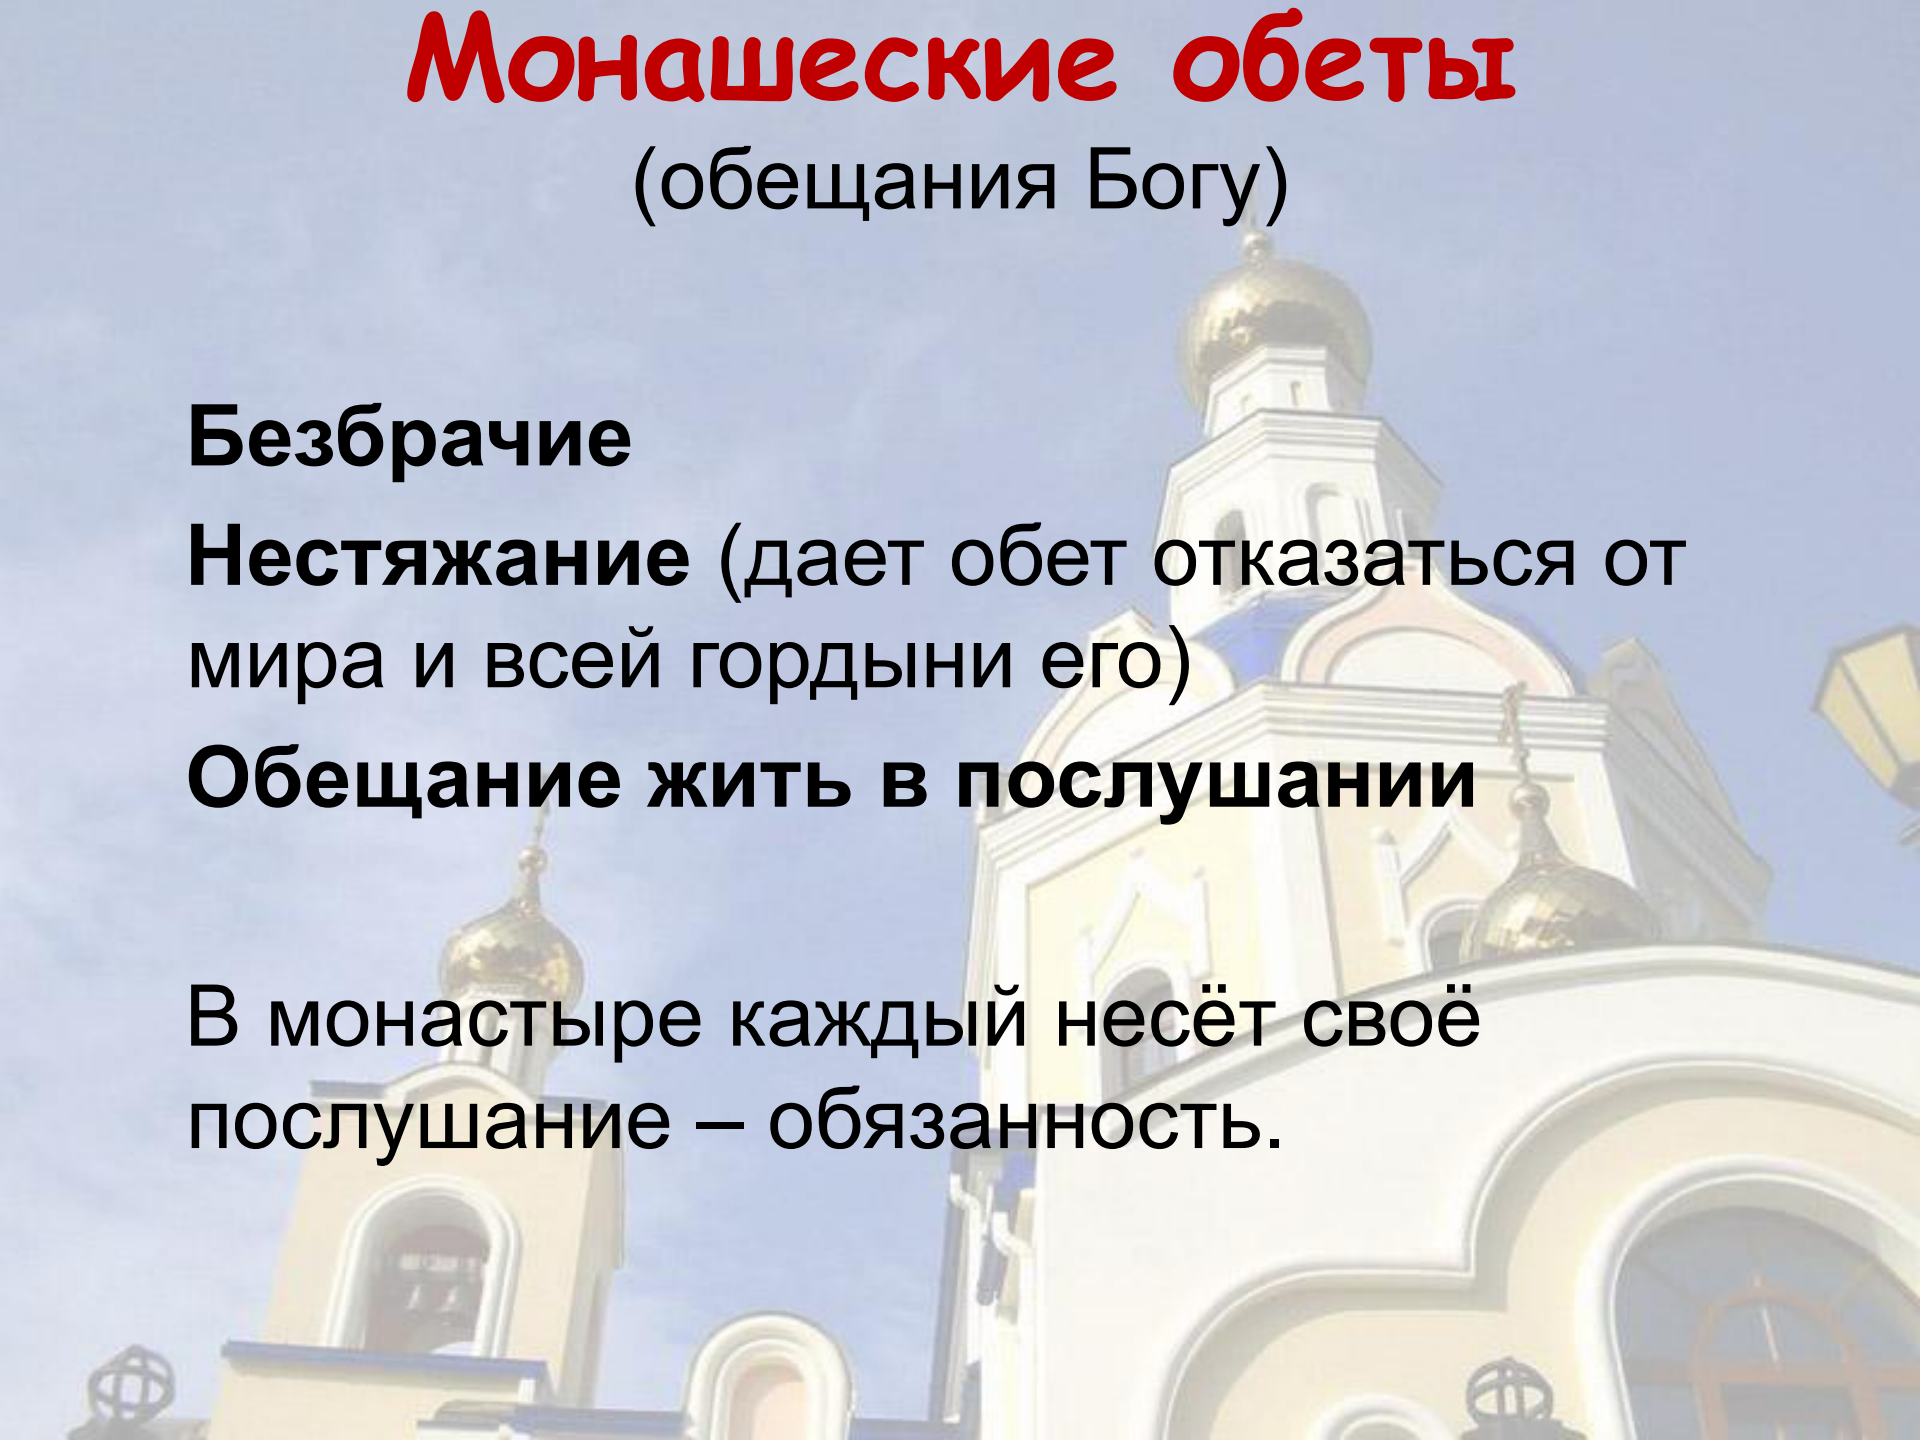 Монашеские обеты
(обещания Богу)
Безбрачие
Нестяжание (дает обет отказаться от
мира и всей гордыни его)
Обещание жить в послушании
В монастыре каждый несёт своё
послушание – обязанность.